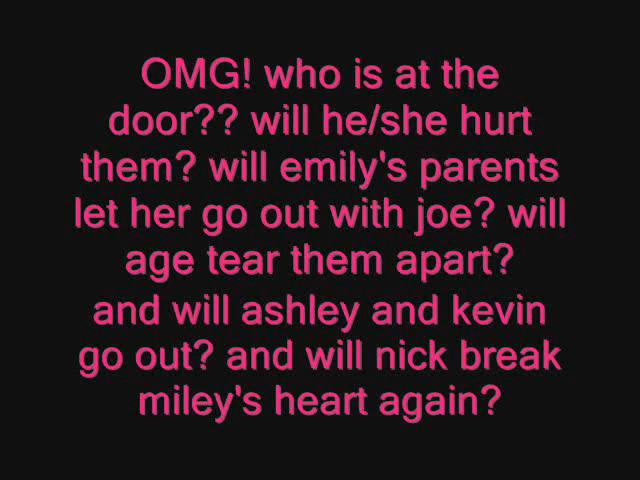 OMG! who is at the
door?? will he/she hurt
them? will emily's parents
let her go out with joe? will
age tear them apart?
and will ashley and kevin
go out? and will nick break
miley's heart again?